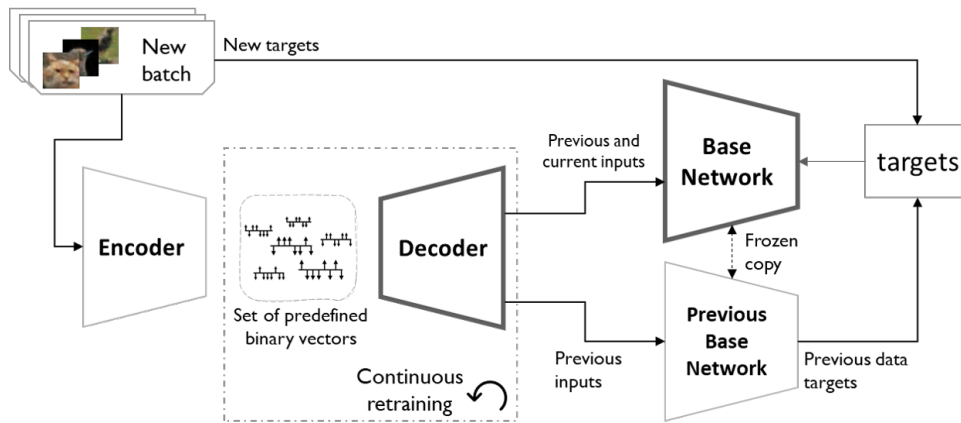 New
batch
New targets
Encoder
Set of predefined
binary vectors
Decoder
Continuous
retraining
Previous and
current inputs
Previous
inputs
Base
Network
Frozen
copy
Previous
Base
Network
targets
Previous data
targets